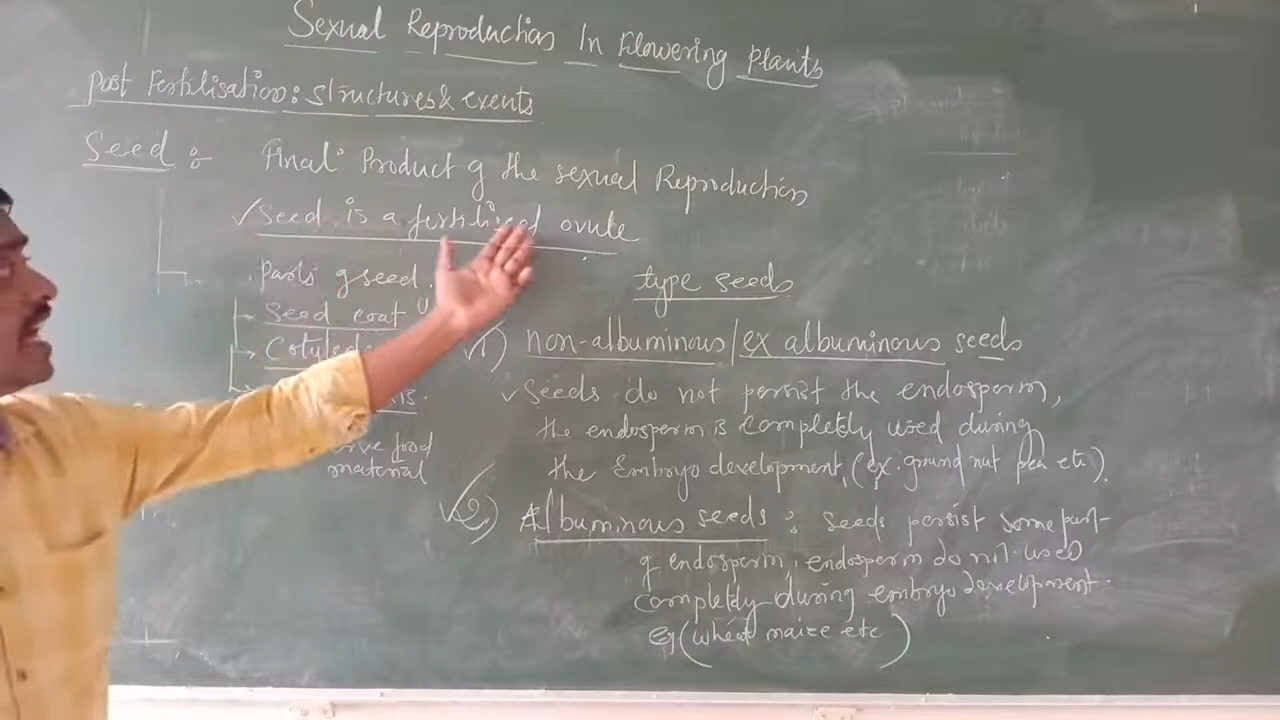 Sexual Reproduction In Flowering Plants
Post Fertilisation: structures & events
Seed :- Final Product of the sexual Reproduction
✓ Seed is a fertilised ovule
Parts of seed.
Seed coat
material
type seeds
1) non-albuminous/ex albuminous seeds
✓ Seeds do not persist the endosperm,
the endosperm is completely used during
the Embryo development, (ex: ground nut pea etc).
2) Albuminous seeds : seeds persist some part
of endosperm, endosperm do not used
completely during embryo development.
Eg (wheat maize etc)